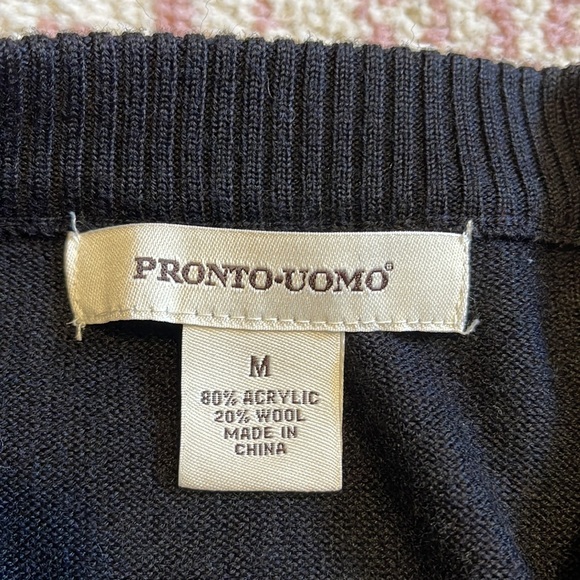 PRONTO-UOMO®
M
80% ACRYLIC
20% WOOL
MADE IN
CHINA